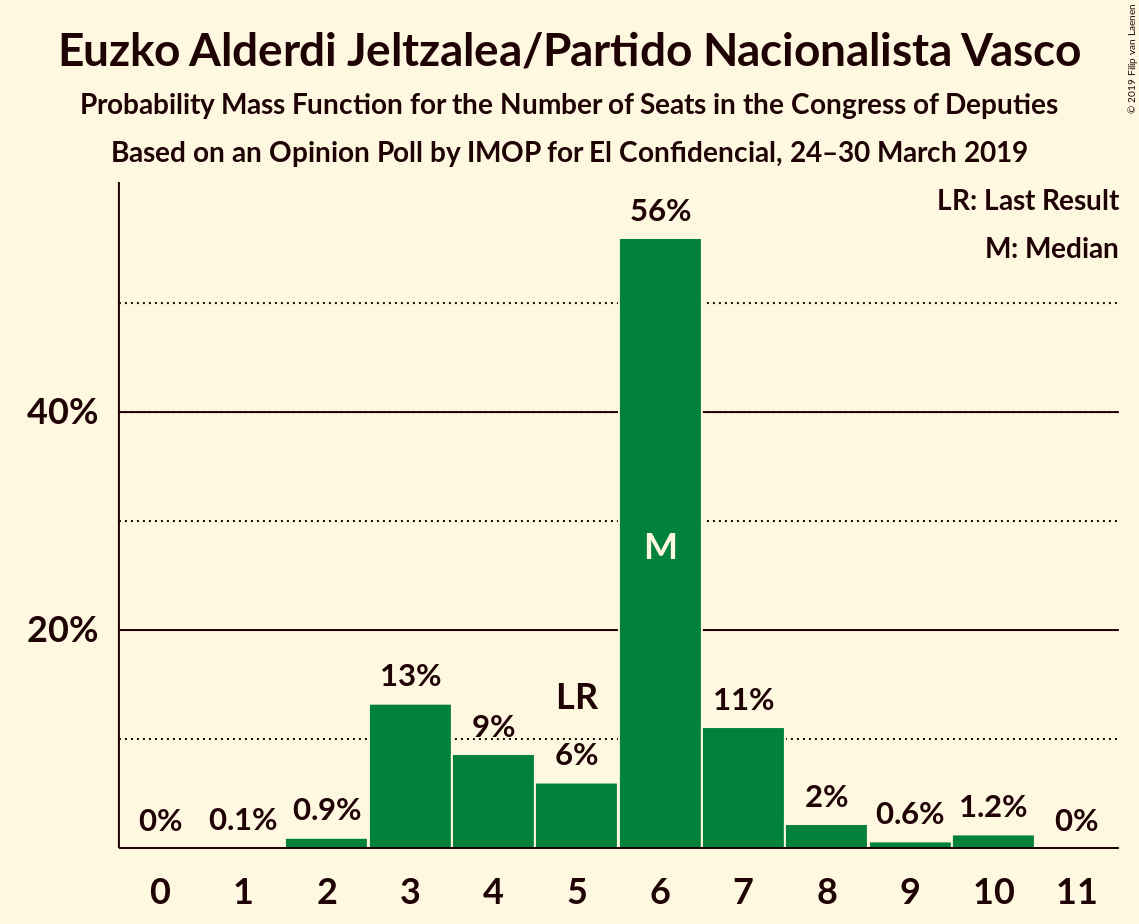 Euzko Alderdi Jeltzalea/Partido Nacionalista Vasco
Probability Mass Function for the Number of Seats in the Congress of Deputies
Based on an Opinion Poll by IMOP for El Confidencial, 24–30 March 2019
© 2019 Filip van Laenen
LR: Last Result
M: Median
56%
40%
M
20%
13%
LR
11%
9%
6%
0%
0.1%
0.9%
2%
0.6%
1.2%
0%
0 1 2 3 4 5 6 7 8 9 10 11